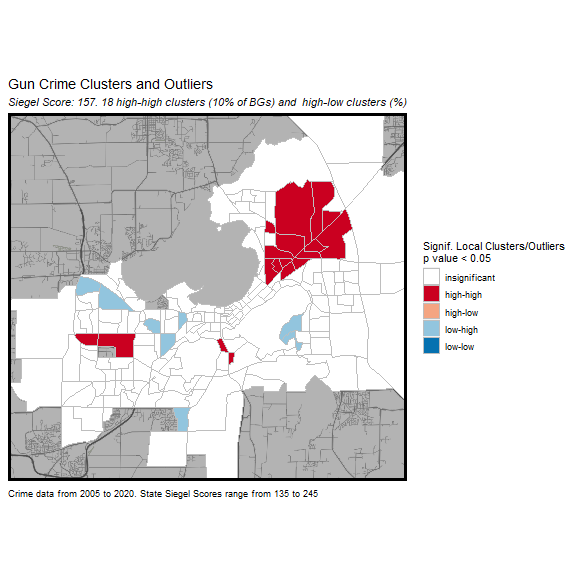 Gun Crime Clusters and Outliers
Siegel Score: 157. 18 high-high clusters (10% of BGs) and  high-low clusters (%)
Signif. Local Clusters/Outliers
p value < 0.05
insignificant
high-high
high-low
low-high
low-low
Crime data from 2005 to 2020. State Siegel Scores range from 135 to 245